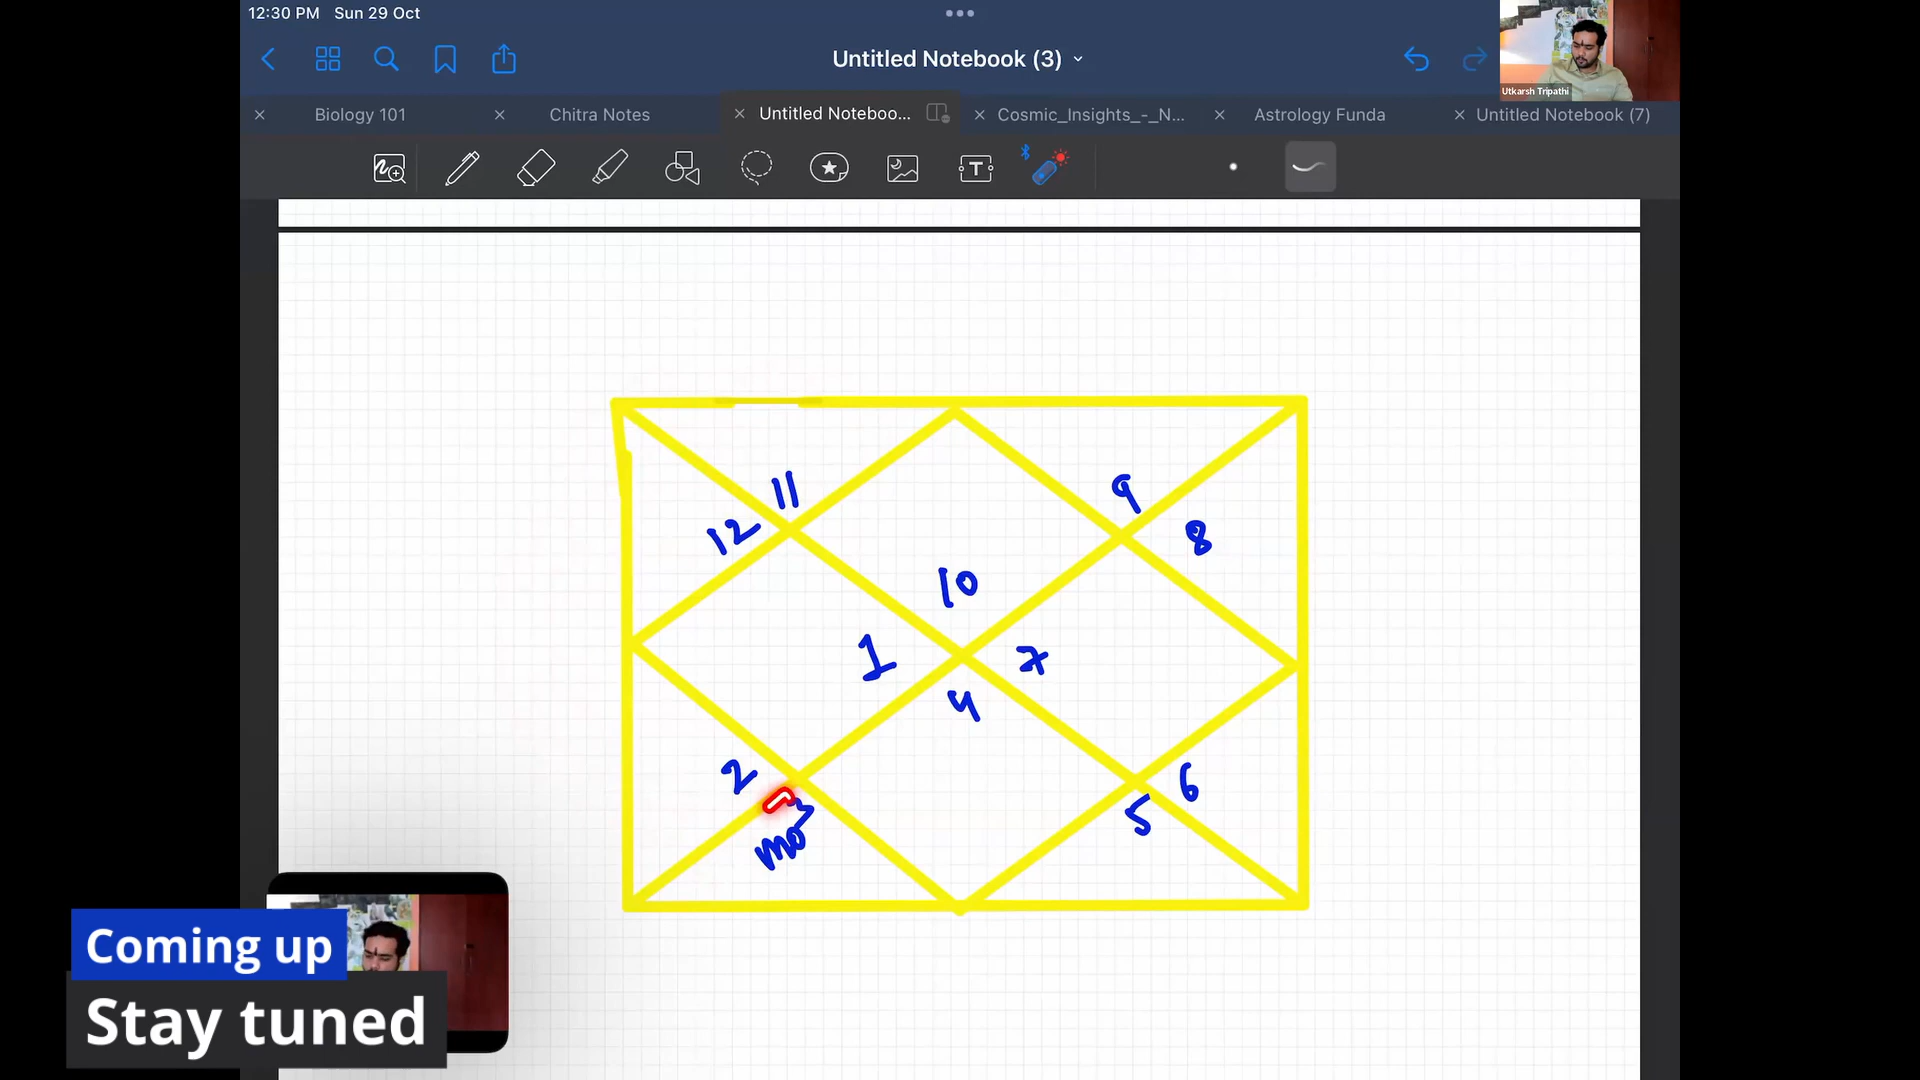 12:30 PM Sun 29 Oct
Untitled Notebook (3)
Utkarsh Tripathi
Biology 101
Chitra Notes
Untitled Noteboo...
Cosmic_Insights_-_N...
Astrology Funda
Untitled Notebook (7)
T
11
9
12
8
10
1
7
4
2
6
5
mo
Coming up
Stay tuned